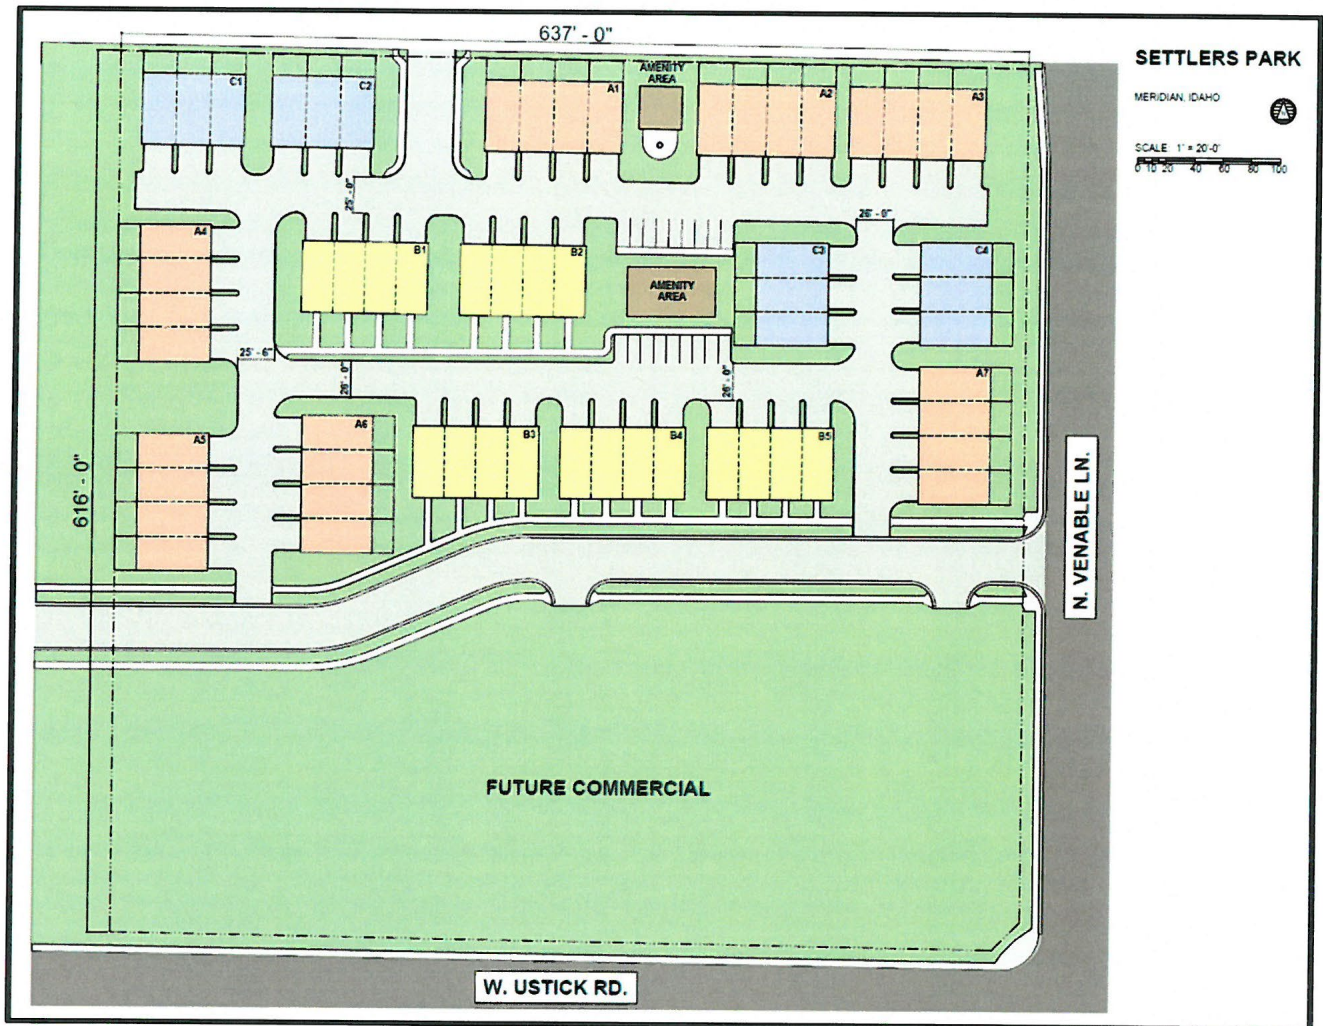 637' - 0"
SETTLERS PARK
MERIDIAN, IDAHO
SCALE: 1" = 20'-0"
0 10 20 40 60 80 100
C1
C2
A1
AMENITY
AREA
A2
A3
25' - 0"
26' - 0"
A4
B1
B2
AMENITY
AREA
C3
C4
25' - 6"
26' - 0"
26' - 0"
A7
A5
A6
B3
B4
B5
616' - 0"
N. VENABLE LN.
FUTURE COMMERCIAL
W. USTICK RD.